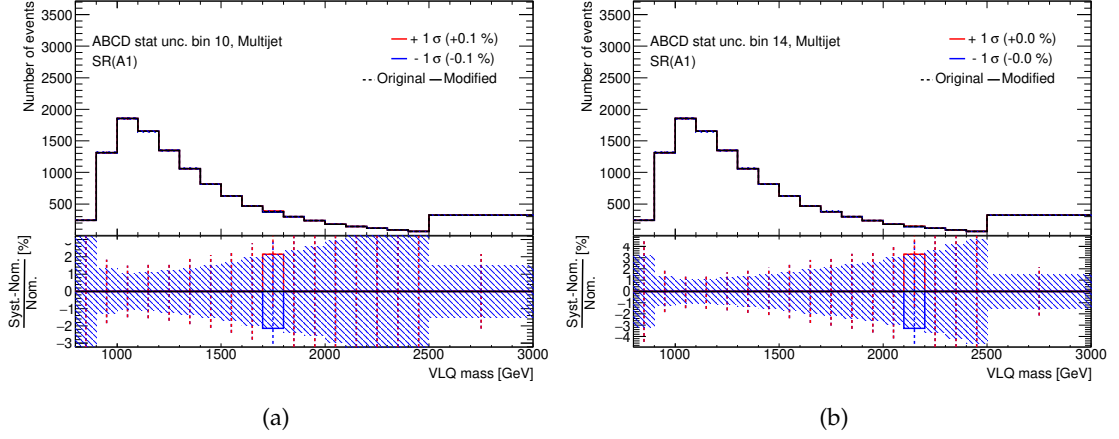 Number of events
3500
3000
2500
2000
1500
1000
500
ABCD stat unc. bin 10, Multijet
SR(A1)
+ 1 σ (+0.1 %)
- 1 σ (-0.1 %)
Original Modified
Syst.-Nom.
Nom.
[%]
2
1
0
−1
−2
−3
1000 1500 2000 2500 3000
VLQ mass [GeV]
(a)
Number of events
3500
3000
2500
2000
1500
1000
500
ABCD stat unc. bin 14, Multijet
SR(A1)
+ 1 σ (+0.0 %)
- 1 σ (-0.0 %)
Original Modified
Syst.-Nom.
Nom.
[%]
4
3
2
1
0
−1
−2
−3
−4
1000 1500 2000 2500 3000
VLQ mass [GeV]
(b)